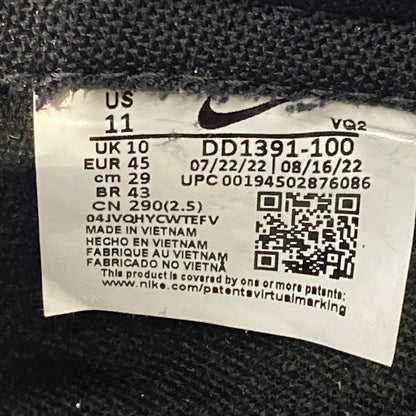 US
11
VQ2
UK 10
DD1391-100
EUR 45
07/22/22 | 08/16/22
cm 29
UPC 00194502876086
BR 43
CN 290(2.5)
04JVQHYCWTEFV
MADE IN VIETNAM
HECHO EN VIETNAM
FABRIQUE AU VIETNAM
FABRICADO NO VIETNÃ
This product is covered by one or more patents:
www.nike.com/patentsvirtualmarking